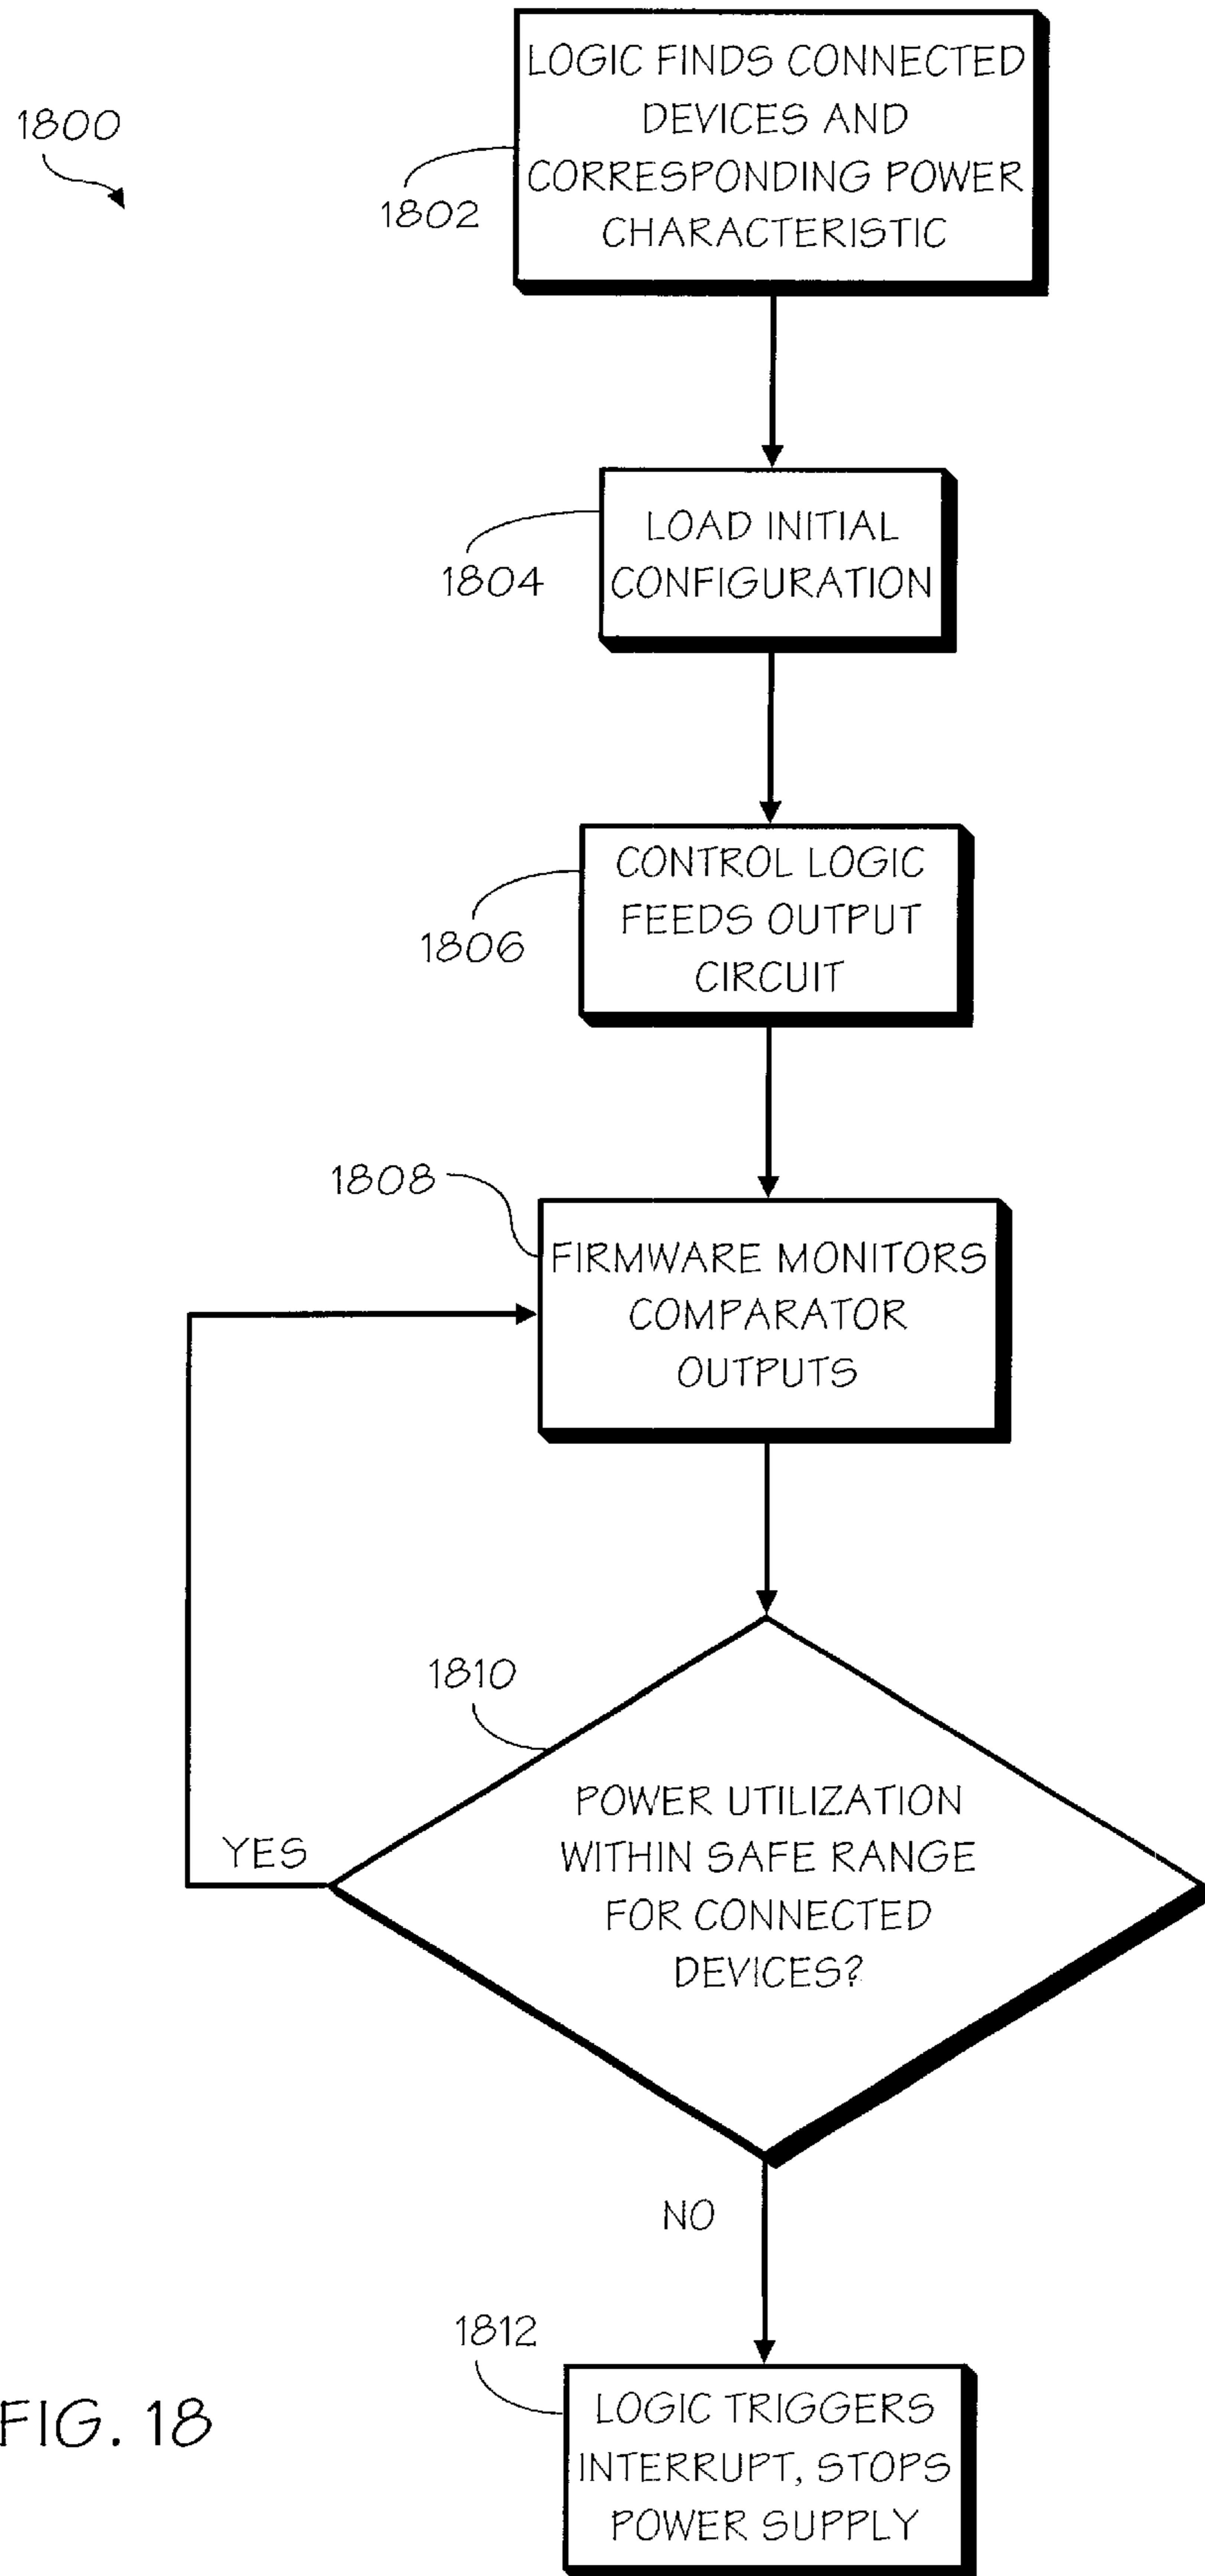 1800
LOGIC FINDS CONNECTED
DEVICES AND
CORRESPONDING POWER
CHARACTERISTIC
1802
LOAD INITIAL
CONFIGURATION
1804
CONTROL LOGIC
FEEDS OUTPUT
CIRCUIT
1806
1808
FIRMWARE MONITORS
COMPARATOR
OUTPUTS
1810
POWER UTILIZATION
WITHIN SAFE RANGE
FOR CONNECTED
DEVICES?
YES
NO
1812
LOGIC TRIGGERS
INTERRUPT, STOPS
POWER SUPPLY
FIG. 18